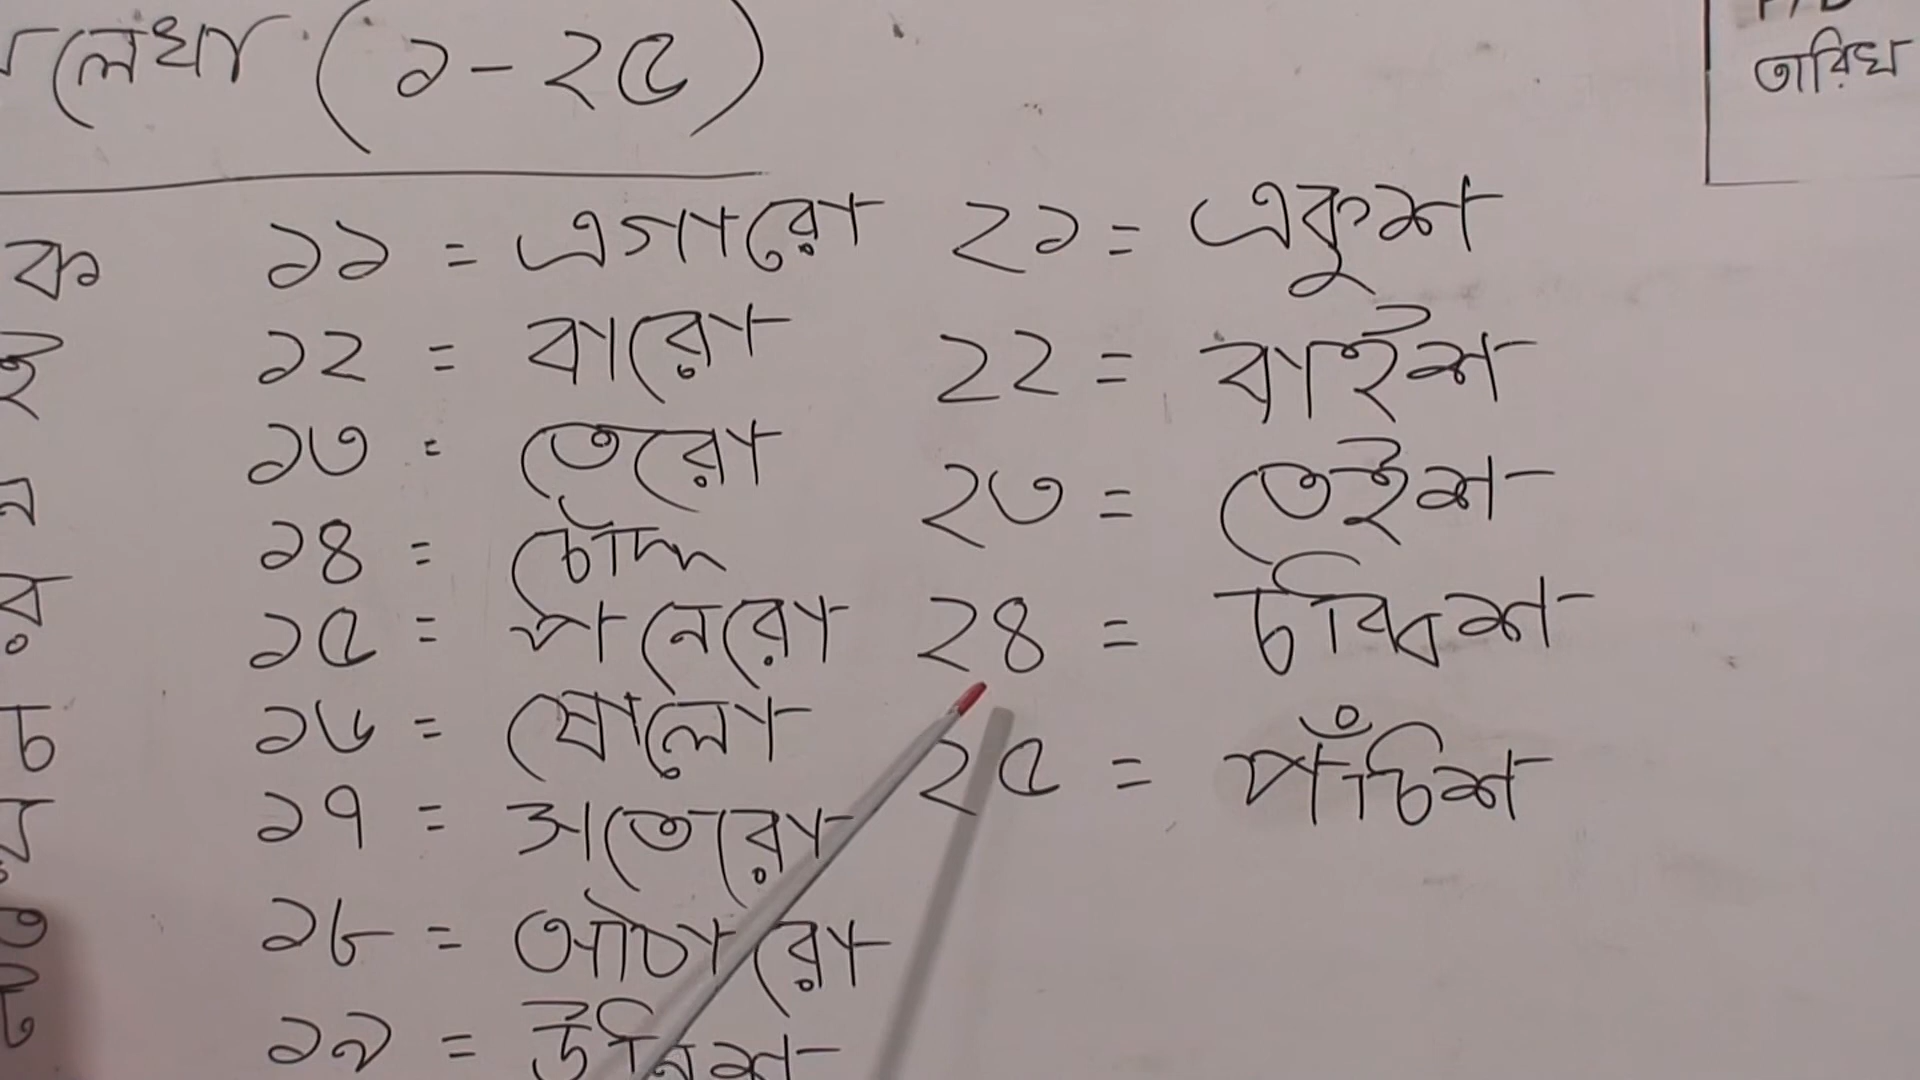 লেখা (১-২৫)
তারিখ
১১ = এগারো ২১ = একুশ
১২ = বারো ২২ = বাইশ
১৩ = তেরো ২৩ = তেইশ
১৪ = চৌদ্দ ২৪ = চব্বিশ
১৫ = পনেরো ২৫ = পঁচিশ
১৬ = ষোলো
১৭ = সতেরো
১৮ = আঠারো
১৯ = উনিশ